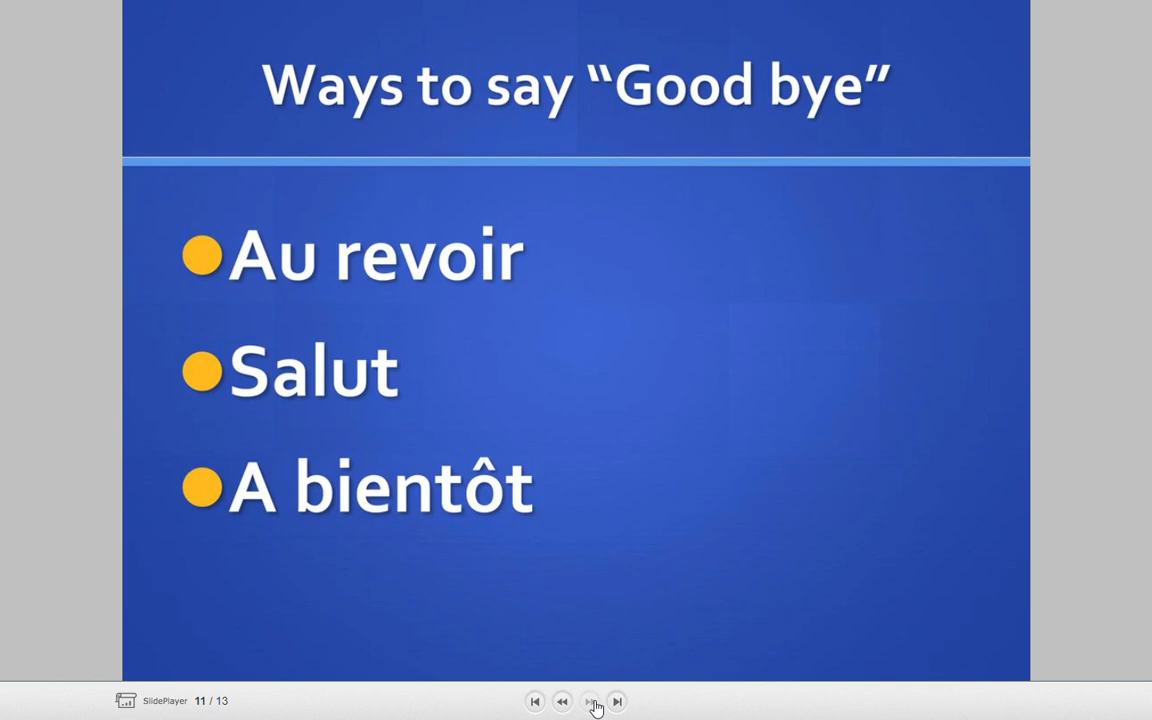 Ways to say “Good bye”
Au revoir
Salut
A bientôt
SlidePlayer 11 / 13